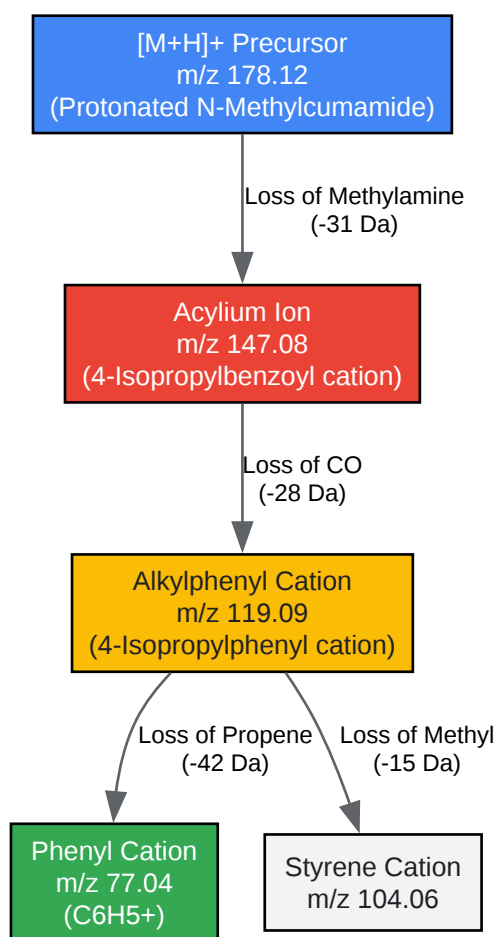 [M+H]+ Precursor
m/z 178.12
(Protonated N-Methylcumamide)
Loss of Methylamine
(-31 Da)
Acylium Ion
m/z 147.08
(4-Isopropylbenzoyl cation)
Loss of CO
(-28 Da)
Alkylphenyl Cation
m/z 119.09
(4-Isopropylphenyl cation)
Loss of Propene
(-42 Da)
Loss of Methyl
(-15 Da)
Phenyl Cation
m/z 77.04
(C6H5+)
Styrene Cation
m/z 104.06